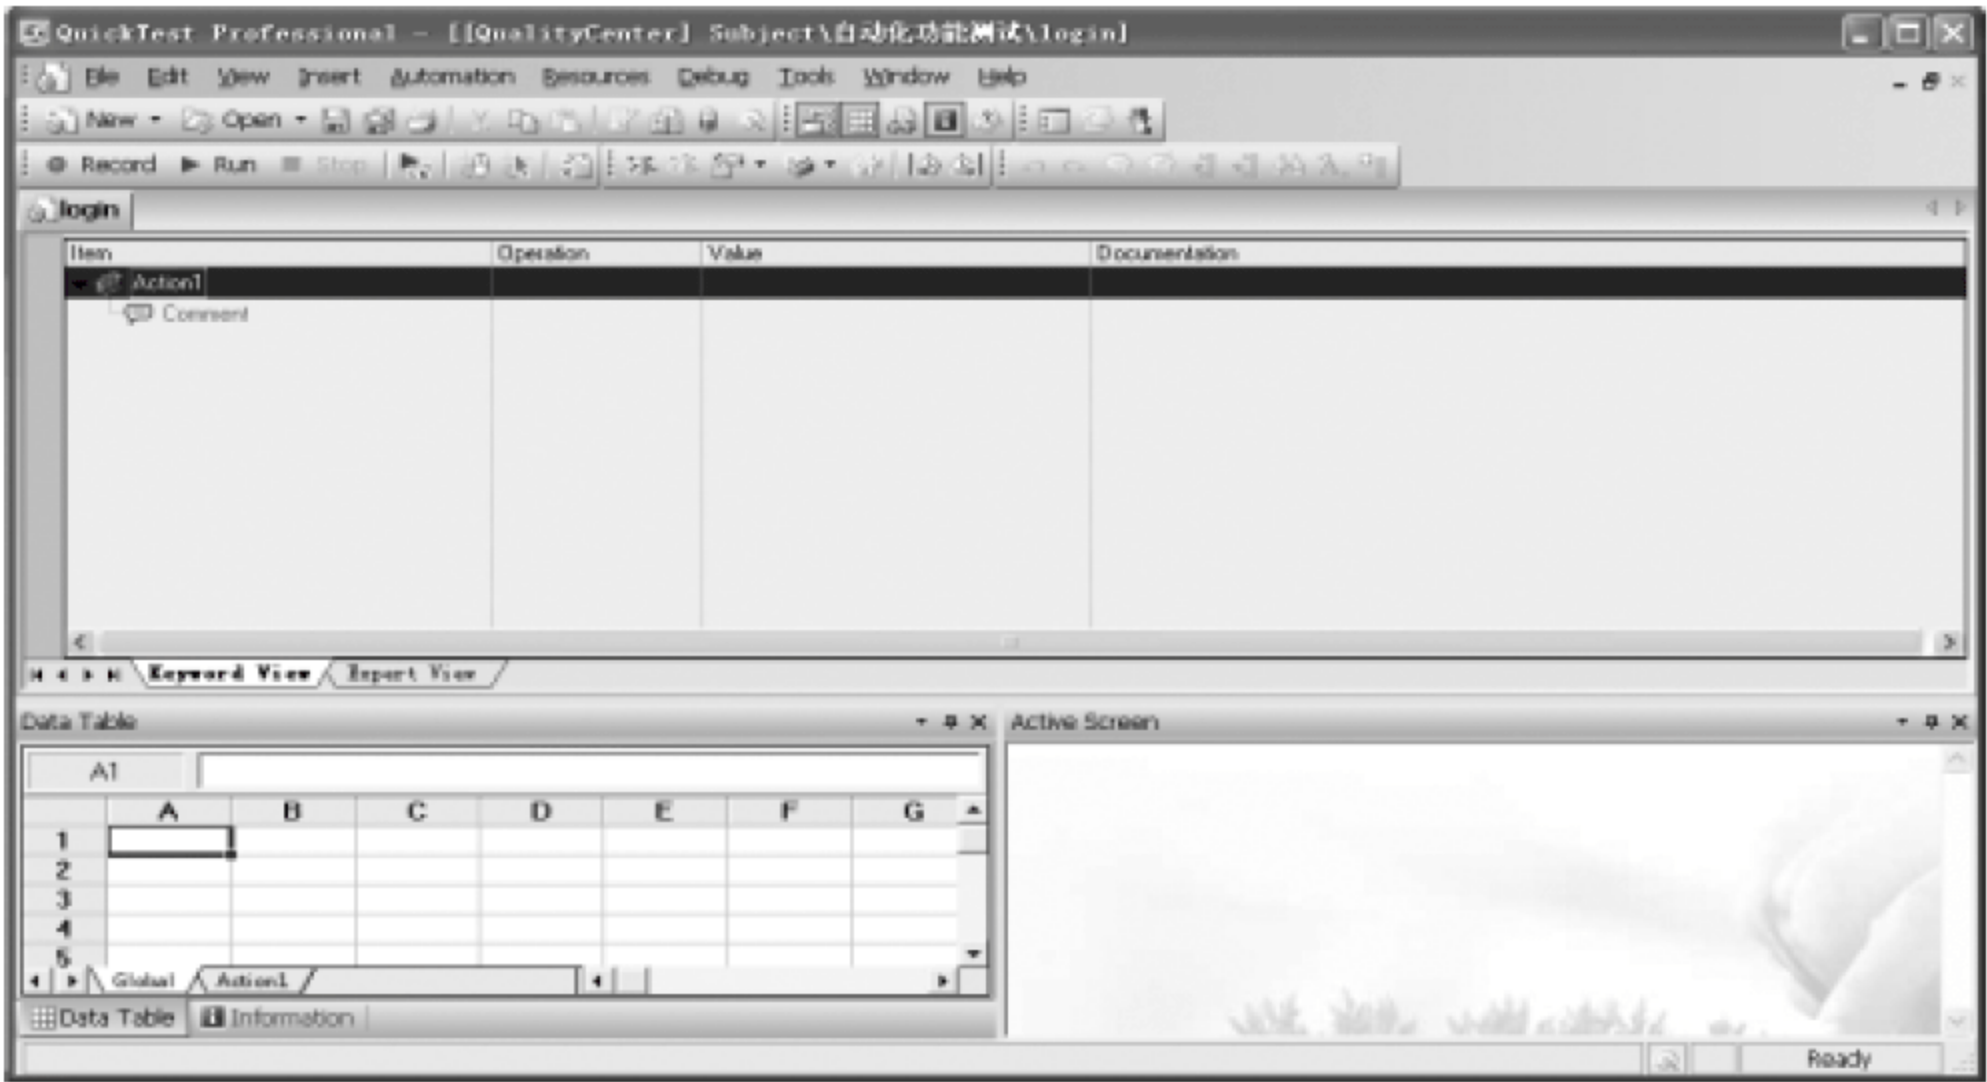 QuickTest Professional - [[QualityCenter] Subject\自动化功能测试\login]
File Edit View Insert Automation Resources Debug Tools Window Help
New Open
Record Run Stop
login
Item Operation Value Documentation
Action1
Comment
Keyword View Expert View
Data Table Active Screen
A1
A B C D E F G
1
2
3
4
5
Global Action1
Data Table Information
Ready